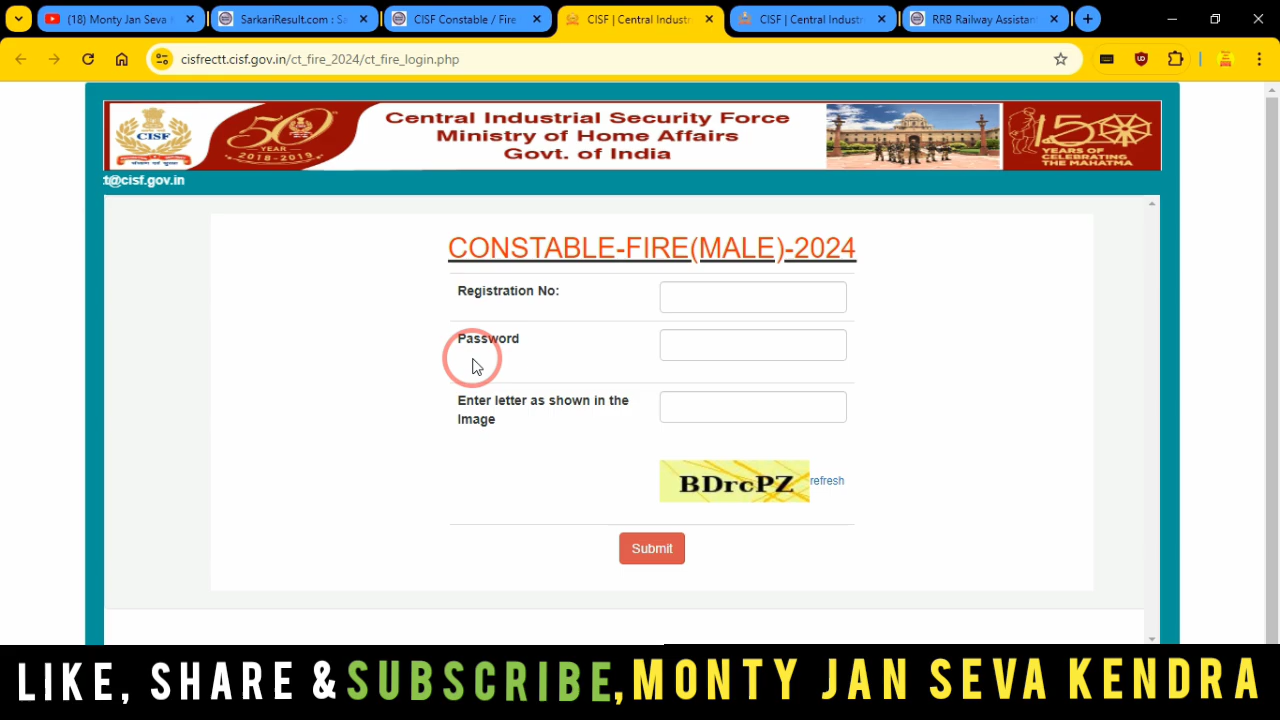 (18) Monty Jan Seva K
SarkariResult.com : Sa
CISF Constable / Fire
CISF | Central Industr
CISF | Central Industr
RRB Railway Assistan
cisfrectt.cisf.gov.in/ct_fire_2024/ct_fire_login.php
CISF
50
YEAR
2018-2019
Central Industrial Security Force
Ministry of Home Affairs
Govt. of India
150
YEARS OF
CELEBRATING
THE MAHATMA
t@cisf.gov.in
CONSTABLE-FIRE(MALE)-2024
Registration No:
Password
Enter letter as shown in the
Image
BDrcPZ refresh
Submit
LIKE, SHARE & SUBSCRIBE, MONTY JAN SEVA KENDRA